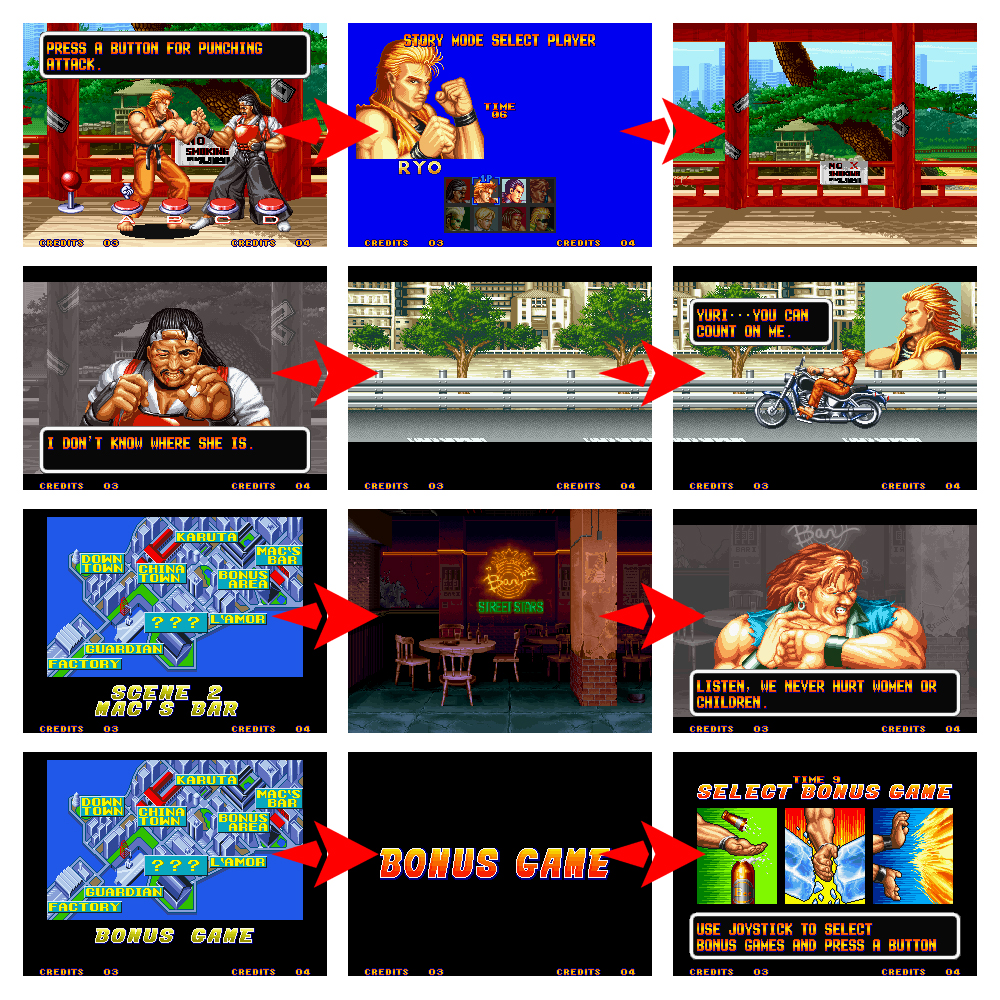 PRESS A BUTTON FOR PUNCHING
ATTACK.
NO
SMOKING
A B C D
CREDITS 03
CREDITS 04
STORY MODE SELECT PLAYER
TIME
06
RYO
1P
CREDITS 03
CREDITS 04
NO
SMOKING
I DON'T KNOW WHERE SHE IS.
CREDITS 03
CREDITS 04
CREDITS 03
CREDITS 04
YURI···YOU CAN
COUNT ON ME.
CREDITS 03
CREDITS 04
KARUTA
DOWN
TOWN
MAC'S
BAR
CHINA
TOWN
BONUS
AREA
???
L'AMOR
GUARDIAN
FACTORY
SCENE 2
MAC'S BAR
CREDITS 03
CREDITS 04
STREET STARS
LISTEN, WE NEVER HURT WOMEN OR
CHILDREN.
CREDITS 03
CREDITS 04
KARUTA
DOWN
TOWN
MAC'S
BAR
CHINA
TOWN
BONUS
AREA
???
L'AMOR
GUARDIAN
FACTORY
BONUS GAME
CREDITS 03
CREDITS 04
BONUS GAME
CREDITS 03
CREDITS 04
TIME 9
SELECT BONUS GAME
USE JOYSTICK TO SELECT
BONUS GAMES AND PRESS A BUTTON
CREDITS 03
CREDITS 04